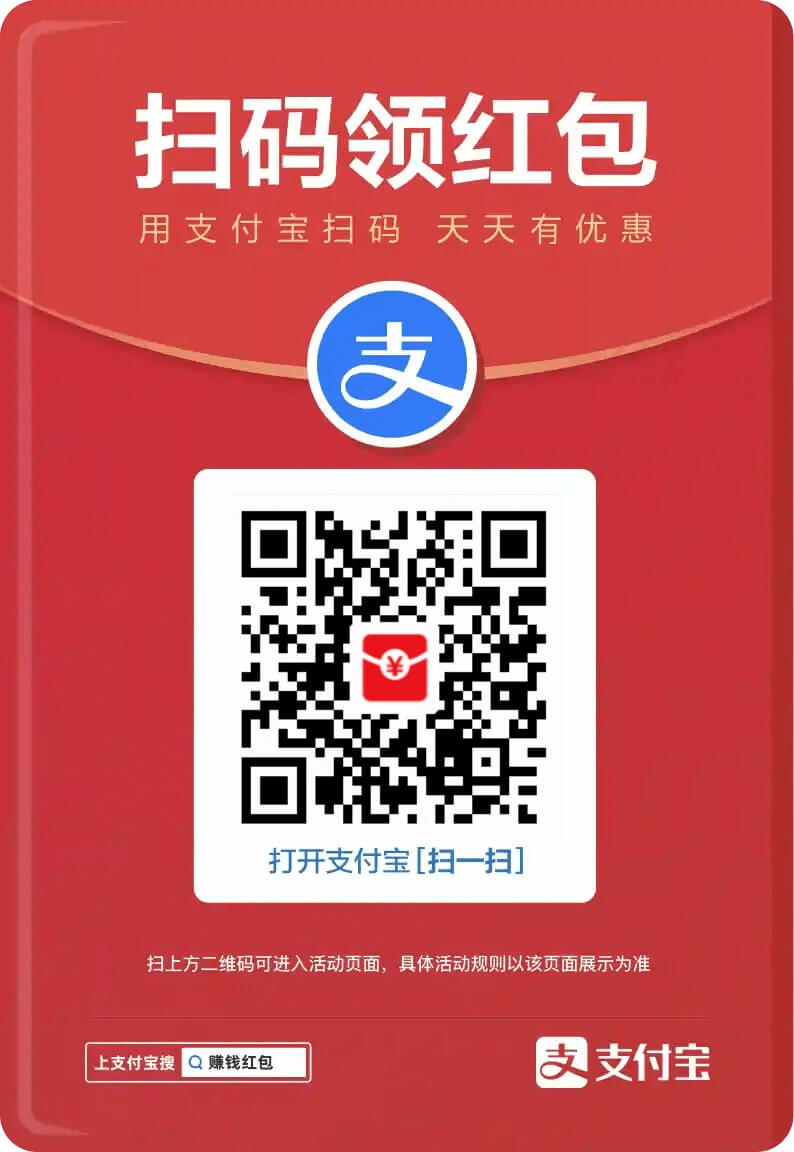 扫码领红包
用支付宝扫码 天天有优惠
支
¥
打开支付宝[扫一扫]
扫上方二维码可进入活动页面，具体活动规则以该页面展示为准
上支付宝搜 赚钱红包
支 支付宝